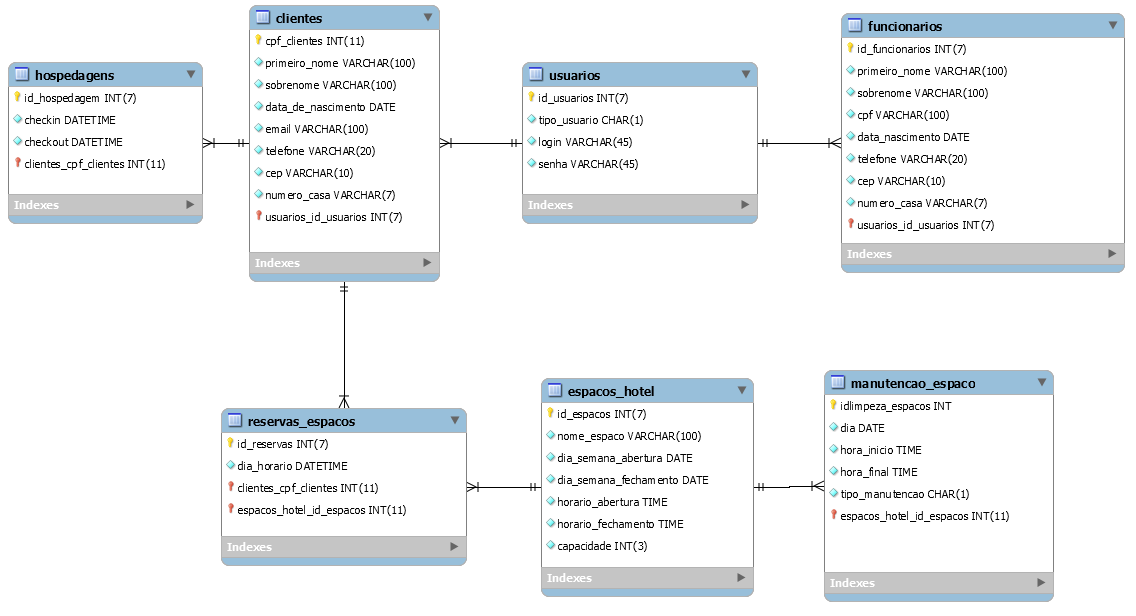 hospedagens
id_hospedagem INT(7)
checkin DATETIME
checkout DATETIME
clientes_cpf_clientes INT(11)
Indexes
clientes
cpf_clientes INT(11)
primeiro_nome VARCHAR(100)
sobrenome VARCHAR(100)
data_de_nascimento DATE
email VARCHAR(100)
telefone VARCHAR(20)
cep VARCHAR(10)
numero_casa VARCHAR(7)
usuarios_id_usuarios INT(7)
Indexes
usuarios
id_usuarios INT(7)
tipo_usuario CHAR(1)
login VARCHAR(45)
senha VARCHAR(45)
Indexes
funcionarios
id_funcionarios INT(7)
primeiro_nome VARCHAR(100)
sobrenome VARCHAR(100)
cpf VARCHAR(100)
data_nascimento DATE
telefone VARCHAR(20)
cep VARCHAR(10)
numero_casa VARCHAR(7)
usuarios_id_usuarios INT(7)
Indexes
reservas_espacos
id_reservas INT(7)
dia_horario DATETIME
clientes_cpf_clientes INT(11)
espacos_hotel_id_espacos INT(11)
Indexes
espacos_hotel
id_espacos INT(7)
nome_espaco VARCHAR(100)
dia_semana_abertura DATE
dia_semana_fechamento DATE
horario_abertura TIME
horario_fechamento TIME
capacidade INT(3)
Indexes
manutencao_espaco
idlimpeza_espacos INT
dia DATE
hora_inicio TIME
hora_final TIME
tipo_manutencao CHAR(1)
espacos_hotel_id_espacos INT(11)
Indexes